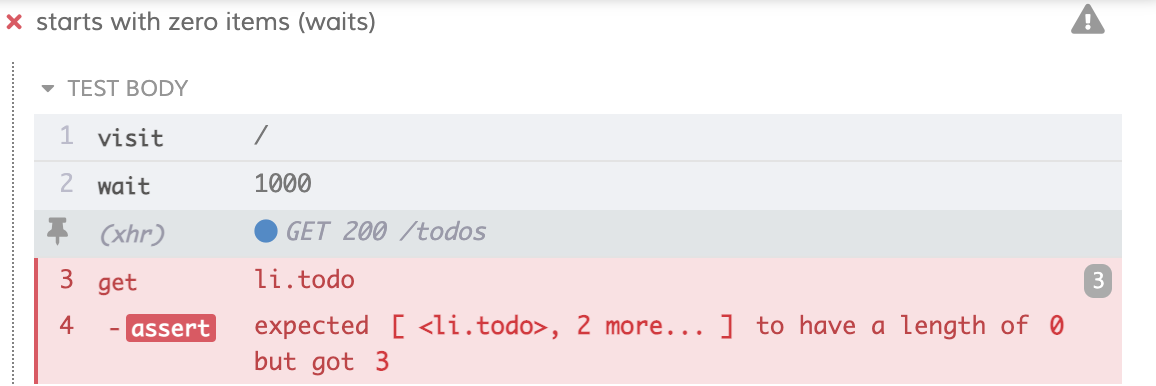 starts with zero items (waits)
TEST BODY
1 visit /
2 wait 1000
(xhr) GET 200 /todos
3 get li.todo 3
4 -assert expected [ <li.todo>, 2 more... ] to have a length of 0
but got 3